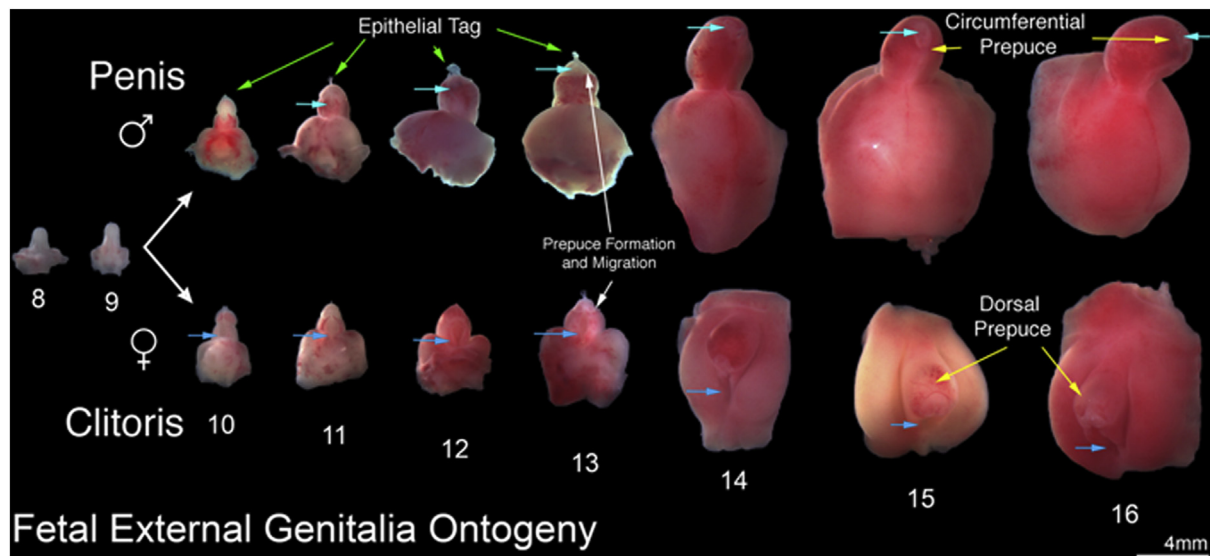 Epithelial Tag
Circumferential
Prepuce
Penis
♂
Prepuce Formation
and Migration
8
9
♀
Dorsal
Prepuce
Clitoris
10
11
12
13
14
15
16
Fetal External Genitalia Ontogeny
4mm